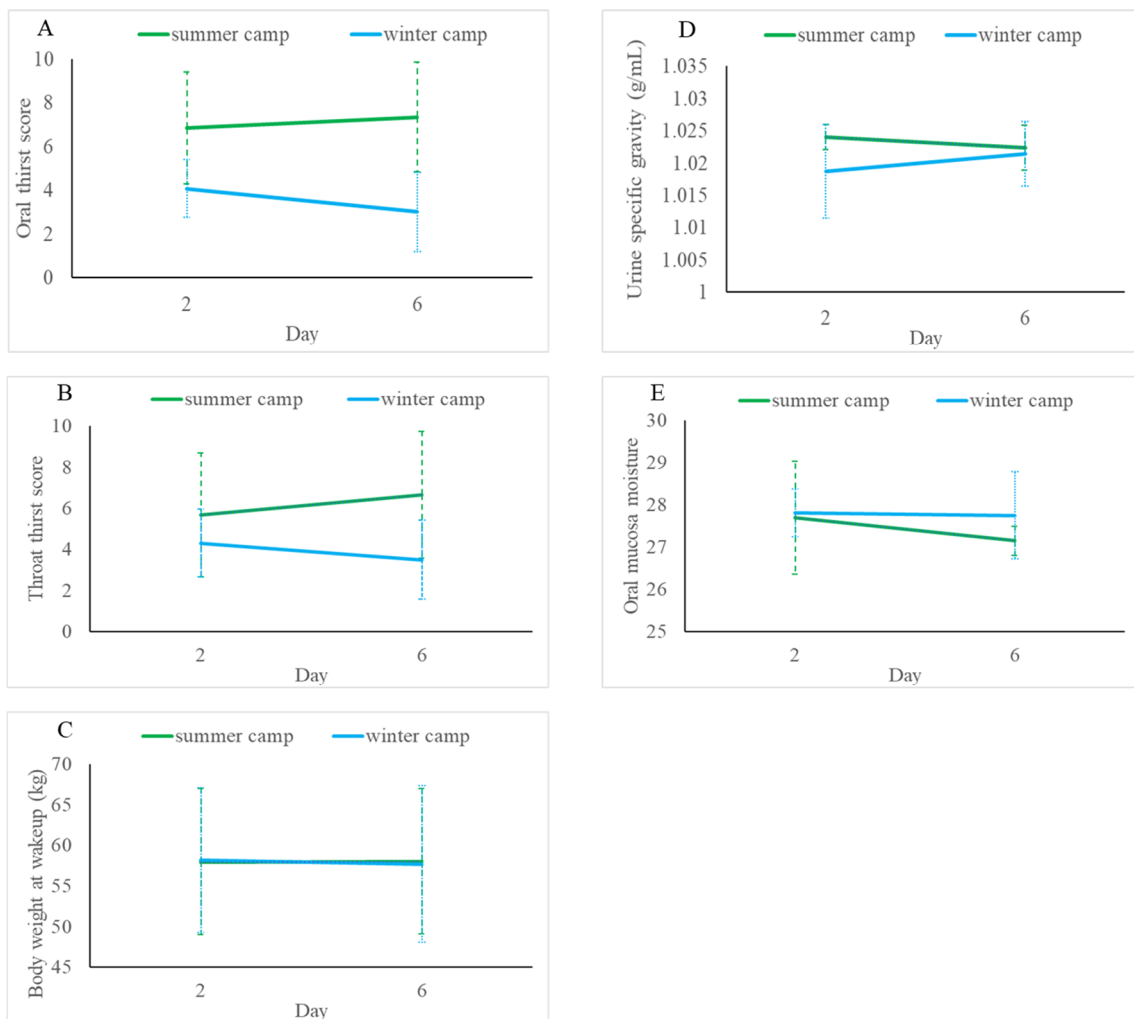 A
summer camp winter camp
Oral thirst score
10
8
6
4
2
0
2 6
Day
B
summer camp winter camp
Throat thirst score
10
8
6
4
2
0
2 6
Day
C
summer camp winter camp
Body weight at wakeup (kg)
70
65
60
55
50
45
2 6
Day
D
summer camp winter camp
Urine specific gravity (g/mL)
1.035
1.03
1.025
1.02
1.015
1.01
1.005
1
2 6
Day
E
summer camp winter camp
Oral mucosa moisture
30
29
28
27
26
25
2 6
Day